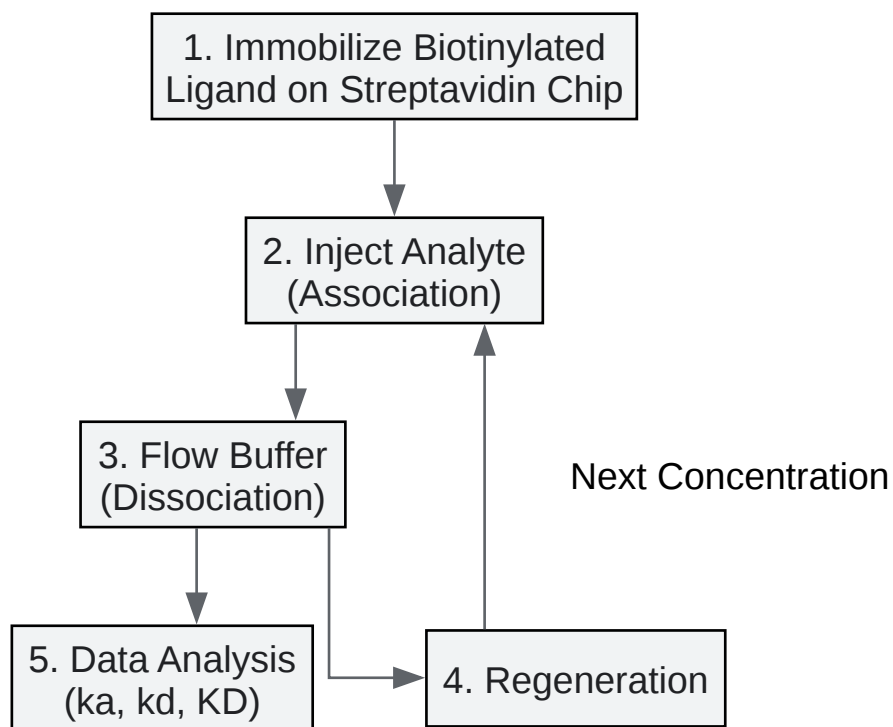 1. Immobilize Biotinylated
Ligand on Streptavidin Chip
2. Inject Analyte
(Association)
3. Flow Buffer
(Dissociation)
Next Concentration
5. Data Analysis
(ka, kd, KD)
4. Regeneration